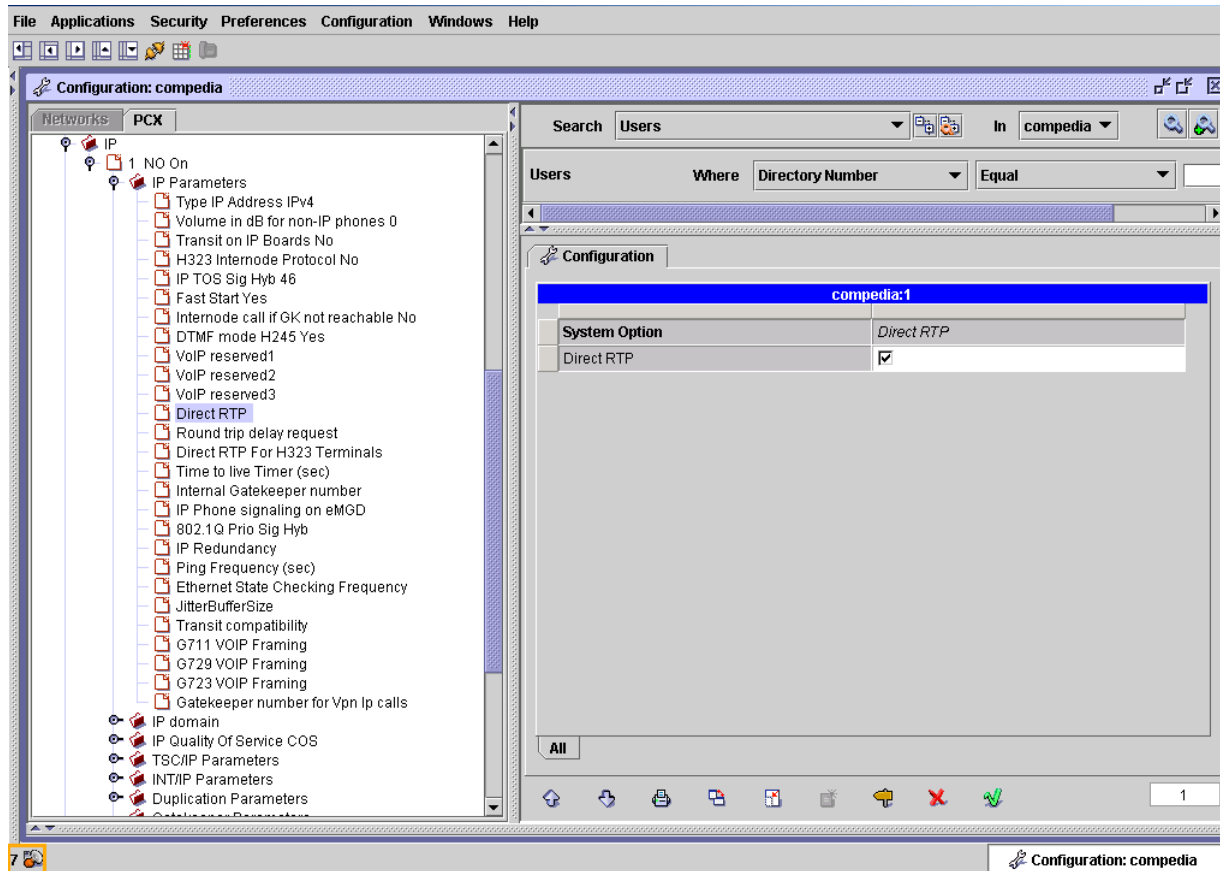 File Applications Security Preferences Configuration Windows Help
Configuration: compedia
Networks PCX
IP
1 NO On
IP Parameters
Type IP Address IPv4
Volume in dB for non-IP phones 0
Transit on IP Boards No
H323 Internode Protocol No
IP TOS Sig Hyb 46
Fast Start Yes
Internode call if GK not reachable No
DTMF mode H245 Yes
VoIP reserved1
VoIP reserved2
VoIP reserved3
Direct RTP
Round trip delay request
Direct RTP For H323 Terminals
Time to live Timer (sec)
Internal Gatekeeper number
IP Phone signaling on eMGD
802.1Q Prio Sig Hyb
IP Redundancy
Ping Frequency (sec)
Ethernet State Checking Frequency
JitterBufferSize
Transit compatibility
G711 VOIP Framing
G729 VOIP Framing
G723 VOIP Framing
Gatekeeper number for Vpn Ip calls
IP domain
IP Quality Of Service COS
TSC/IP Parameters
INT/IP Parameters
Duplication Parameters
Search Users In compedia
Users Where Directory Number Equal
Configuration
compedia:1
System Option Direct RTP
Direct RTP
All
1
7
Configuration: compedia